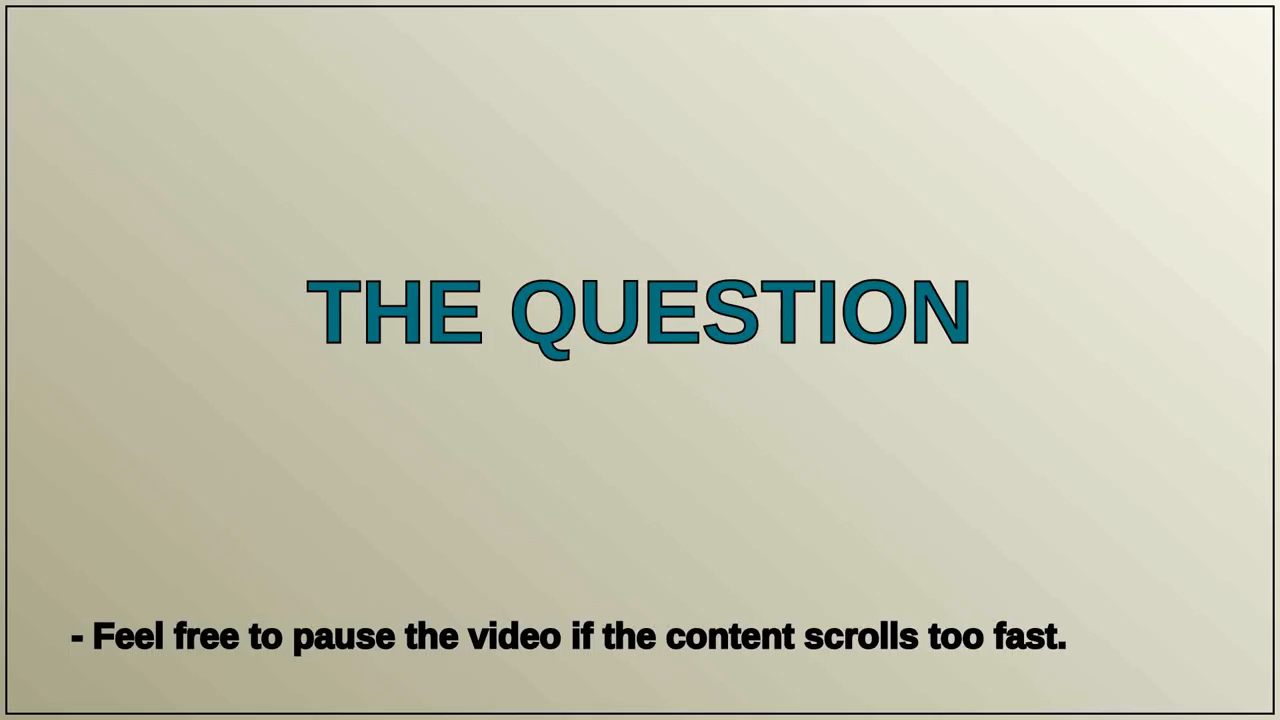 THE QUESTION
- Feel free to pause the video if the content scrolls too fast.